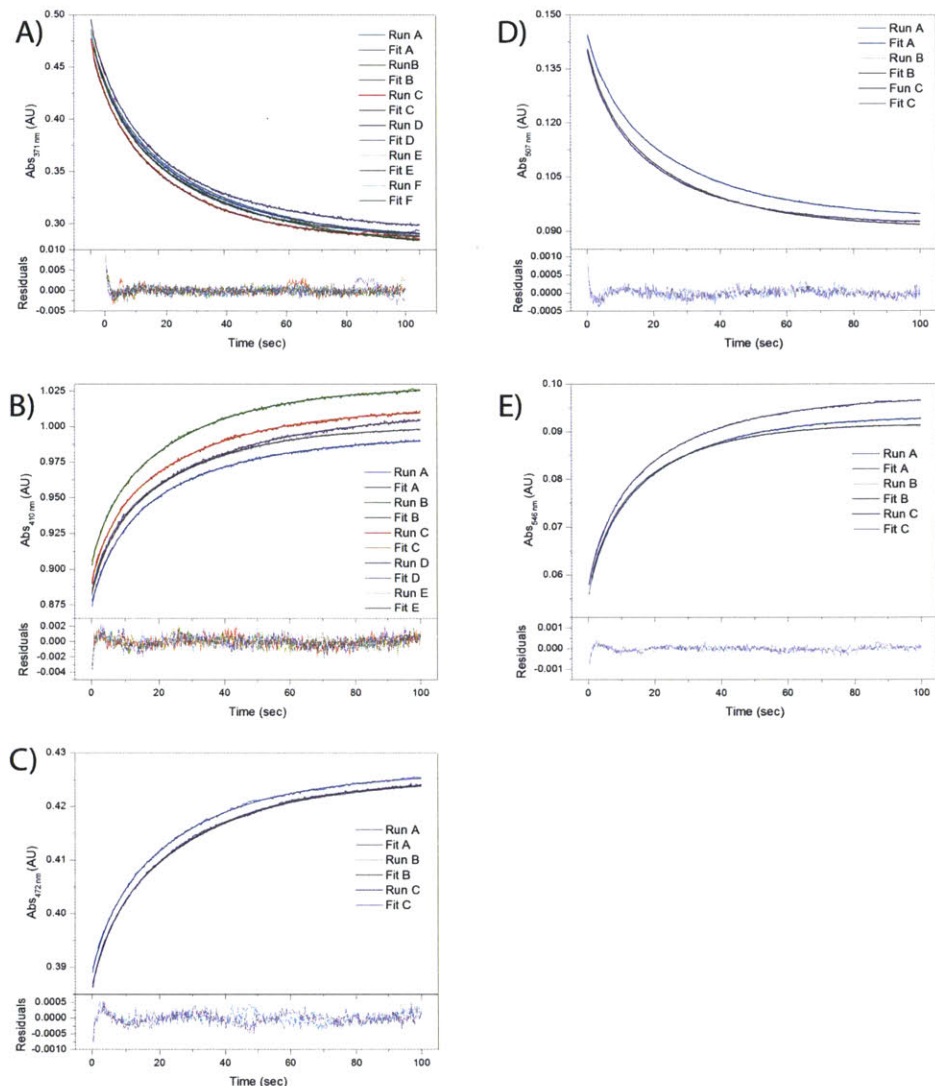 A)
Abs371 nm (AU)
0.50
0.40
0.35
0.30
Run A
Fit A
RunB
Fit B
Run C
Fit C
Run D
Fit D
Run E
Fit E
Run F
Fit F
Residuals
0.010
0.005
0.000
-0.005
0 20 40 60 80 100
Time (sec)
D)
Abs507 nm (AU)
0.150
0.135
0.120
0.105
0.090
Run A
Fit A
Run B
Fit B
Fun C
Fit C
Residuals
0.0010
0.0005
0.0000
-0.0005
0 20 40 60 80 100
Time (sec)
B)
Abs410 nm (AU)
1.025
1.000
0.975
0.950
0.925
0.900
0.875
Run A
Fit A
Run B
Fit B
Run C
Fit C
Run D
Fit D
Run E
Fit E
Residuals
0.002
0.000
-0.002
-0.004
0 20 40 60 80 100
Time (sec)
E)
Abs546 nm (AU)
0.10
0.09
0.08
0.07
0.06
Run A
Fit A
Run B
Fit B
Run C
Fit C
Residuals
0.001
0.000
-0.001
0 20 40 60 80 100
Time (sec)
C)
Abs472 nm (AU)
0.43
0.42
0.41
0.40
0.39
Run A
Fit A
Run B
Fit B
Run C
Fit C
Residuals
0.0005
0.0000
-0.0005
-0.0010
0 20 40 60 80 100
Time (sec)